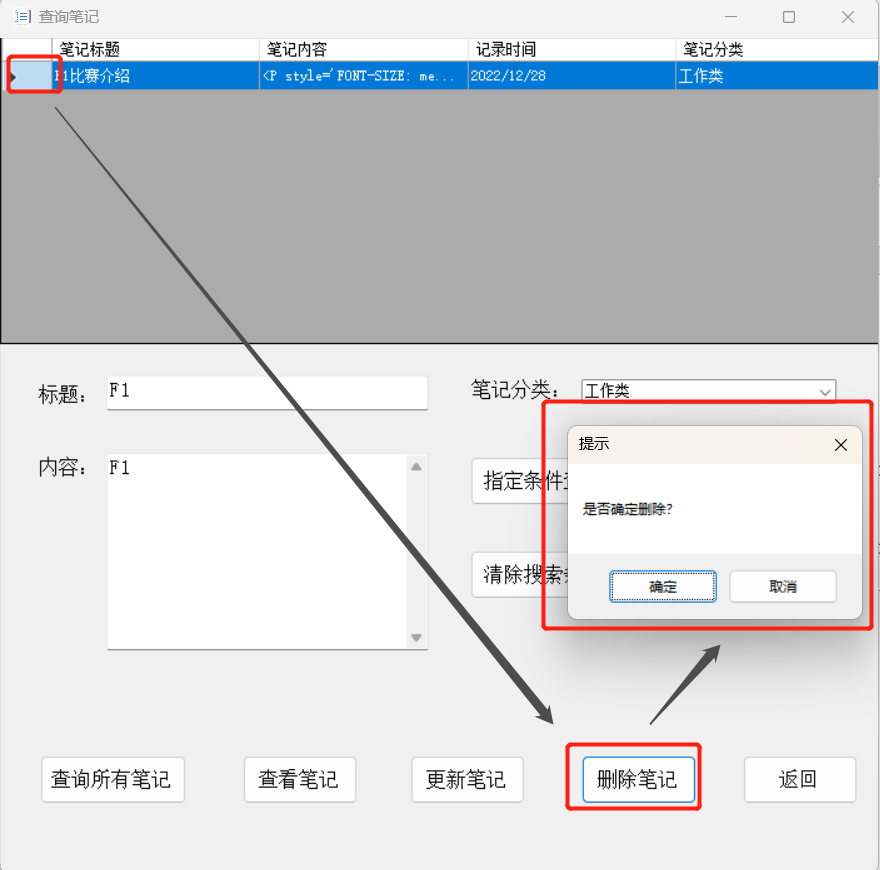 查询笔记
笔记标题 笔记内容 记录时间 笔记分类
F1比赛介绍 <P style='FONT-SIZE: me... 2022/12/28 工作类
标题： F1 笔记分类： 工作类
内容： F1
提示
指定条件
是否确定删除?
清除搜索
确定 取消
查询所有笔记 查看笔记 更新笔记 删除笔记 返回